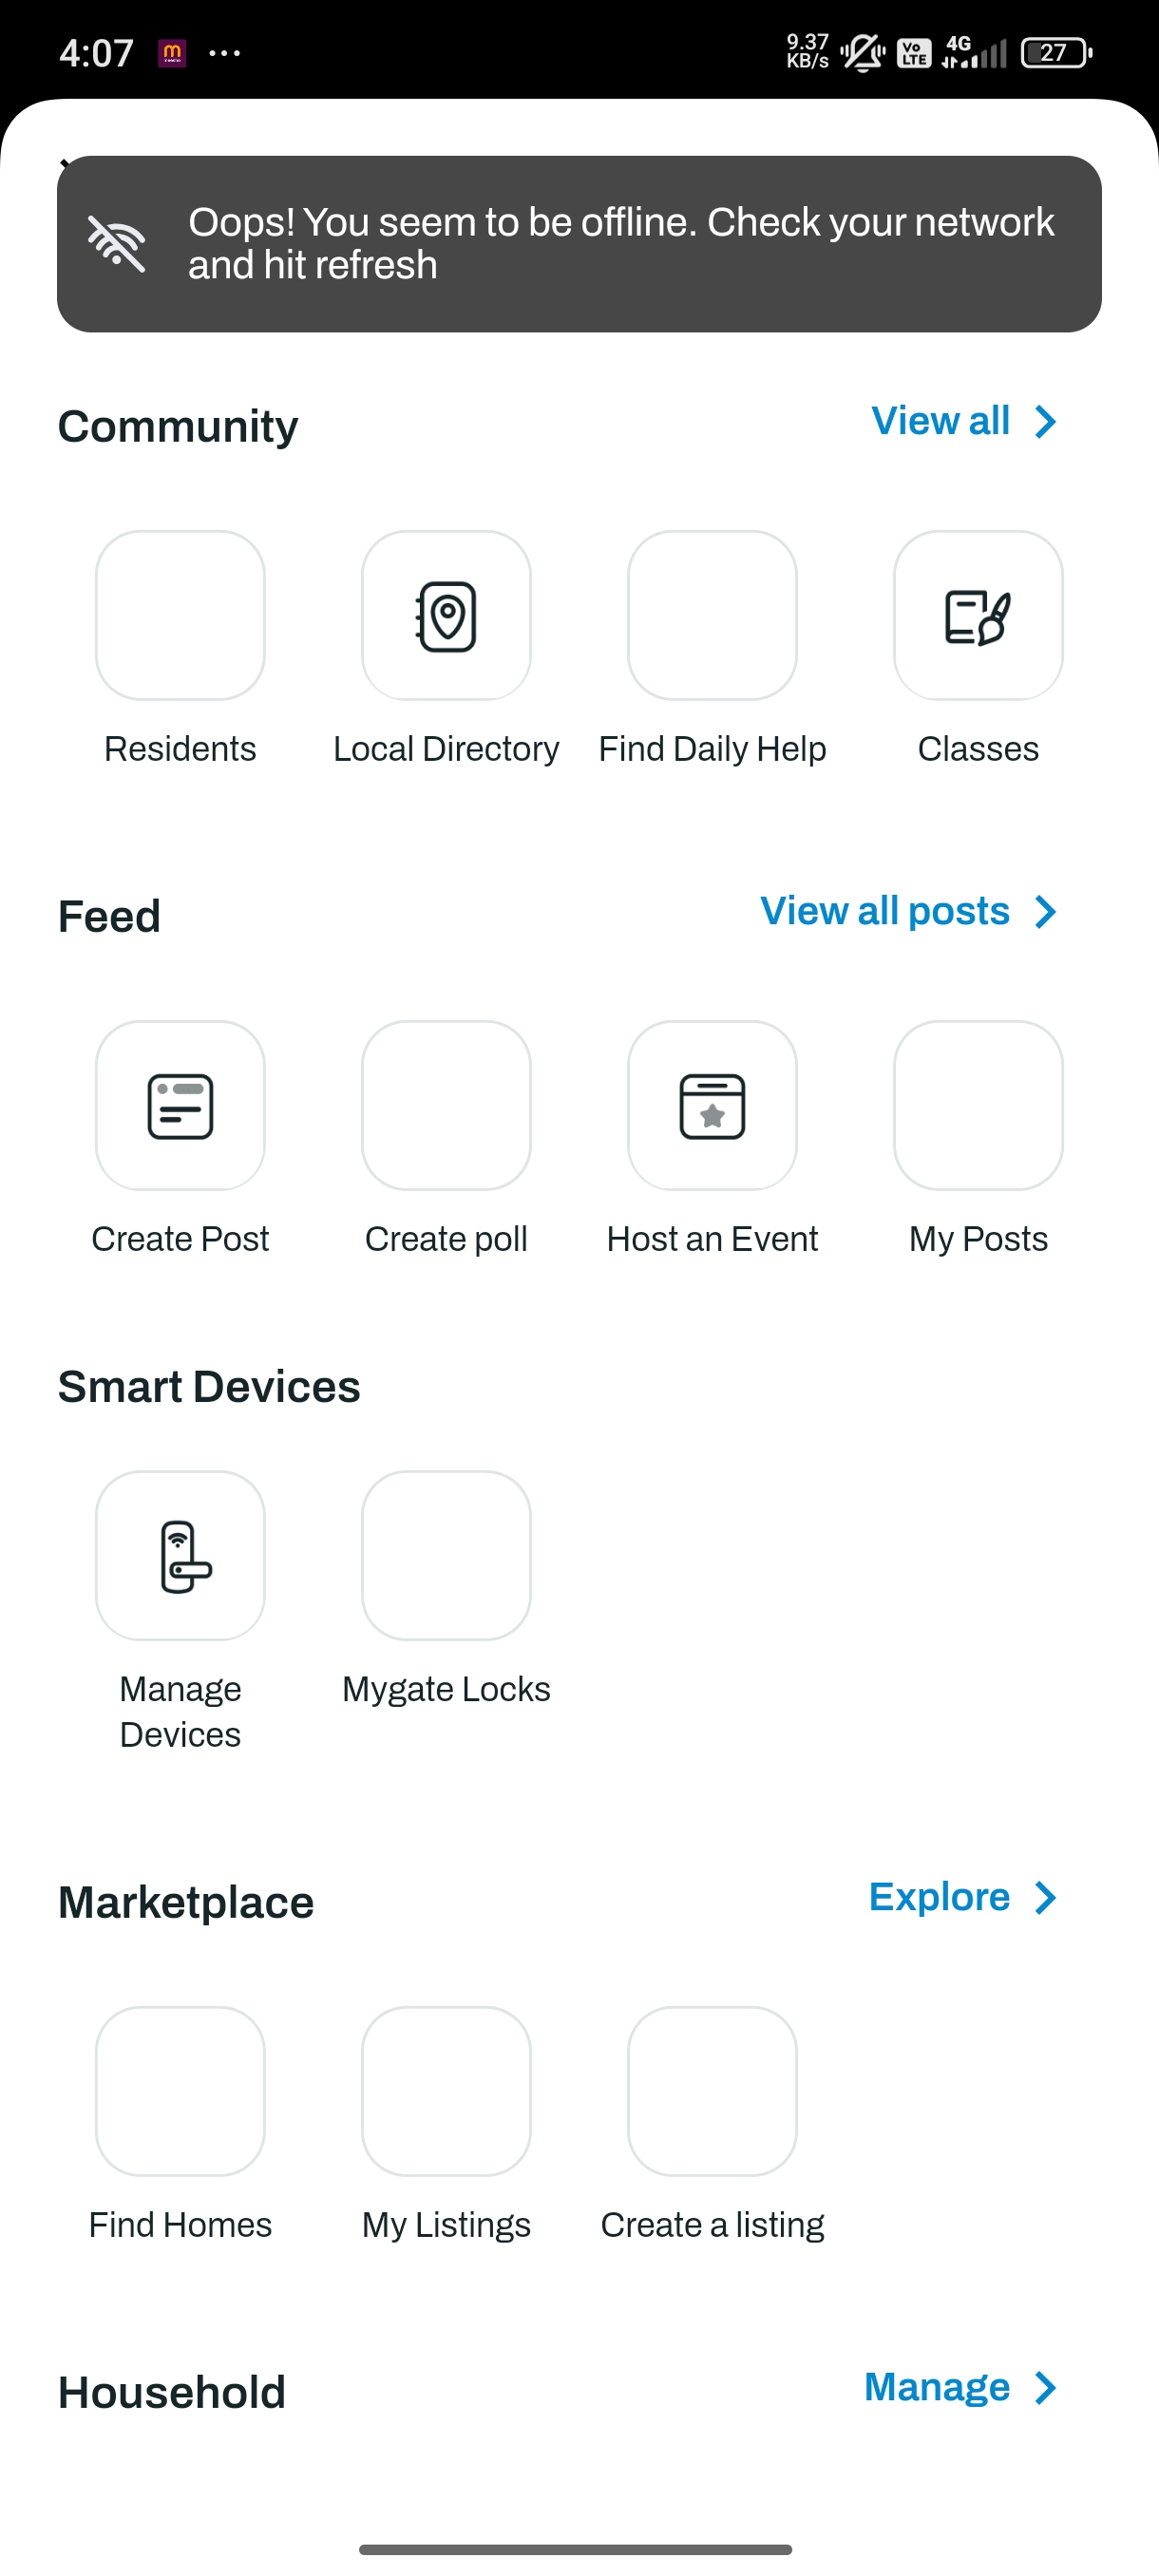 4:07
9.37
KB/s
Vo
LTE
4G
27
Oops! You seem to be offline. Check your network
and hit refresh
Community
View all
Residents
Local Directory
Find Daily Help
Classes
Feed
View all posts
Create Post
Create poll
Host an Event
My Posts
Smart Devices
Manage
Devices
Mygate Locks
Marketplace
Explore
Find Homes
My Listings
Create a listing
Household
Manage